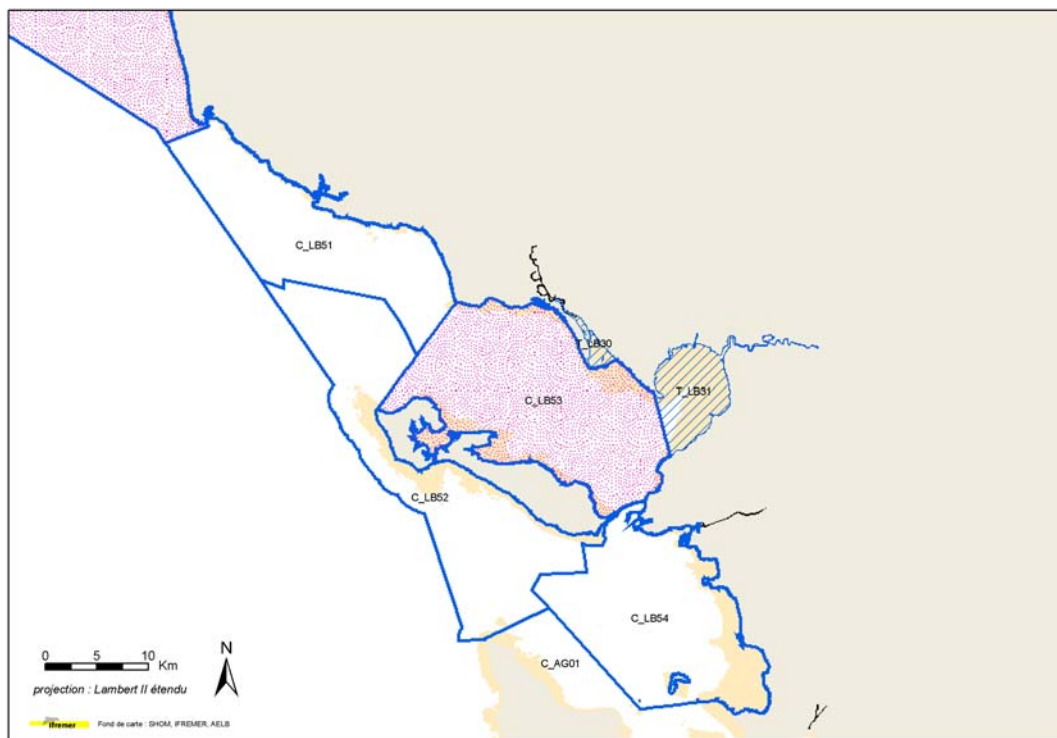 C_LB51
T_LB30
T_LB31
C_LB53
C_LB52
C_LB54
C_AG01
0 5 10 Km
N
projection : Lambert II étendu
Ifremer
Fond de carte : SHOM, IFREMER, AELB